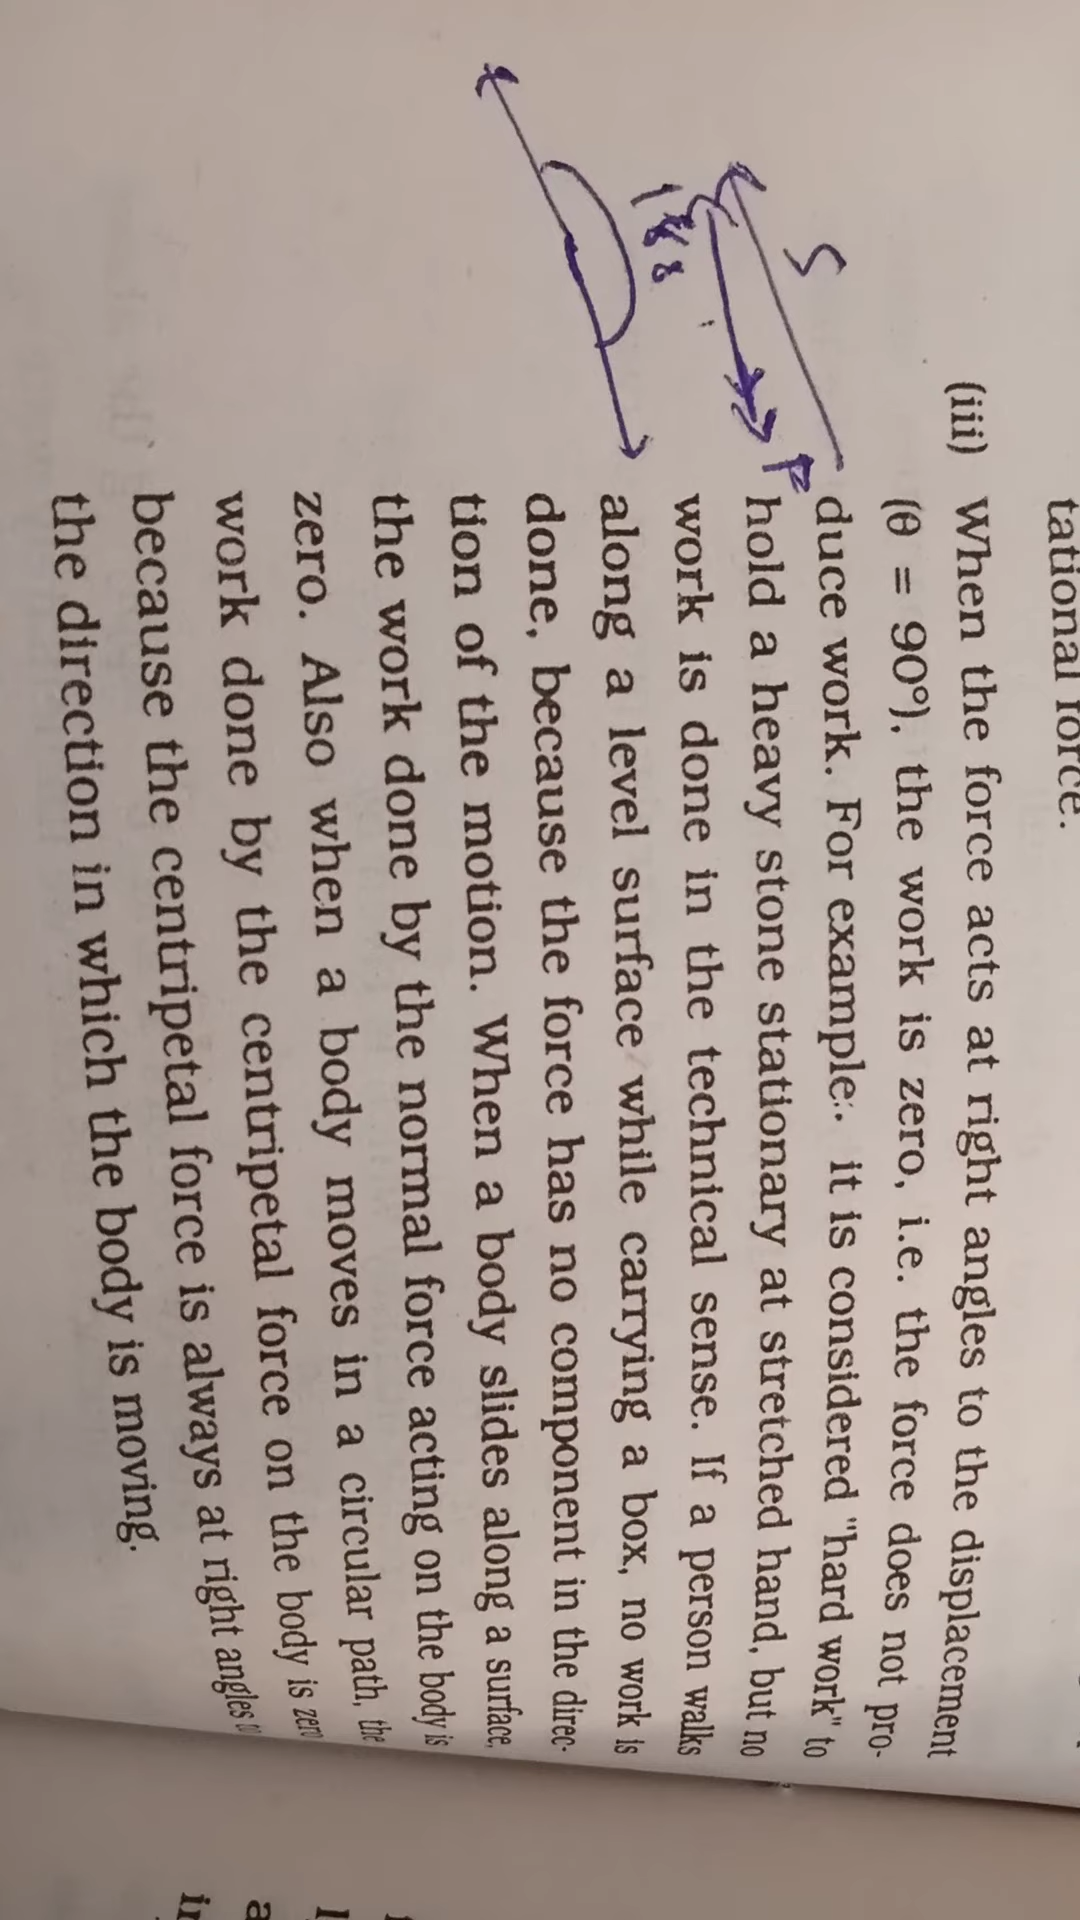 tational force.
(iii) When the force acts at right angles to the displacement
(θ = 90°), the work is zero, i.e. the force does not pro-
duce work. For example: it is considered "hard work" to
hold a heavy stone stationary at stretched hand, but no
work is done in the technical sense. If a person walks
along a level surface while carrying a box, no work is
done, because the force has no component in the direc-
tion of the motion. When a body slides along a surface,
the work done by the normal force acting on the body is
zero. Also when a body moves in a circular path, the
work done by the centripetal force on the body is zero
because the centripetal force is always at right angles to
the direction in which the body is moving.
S
F